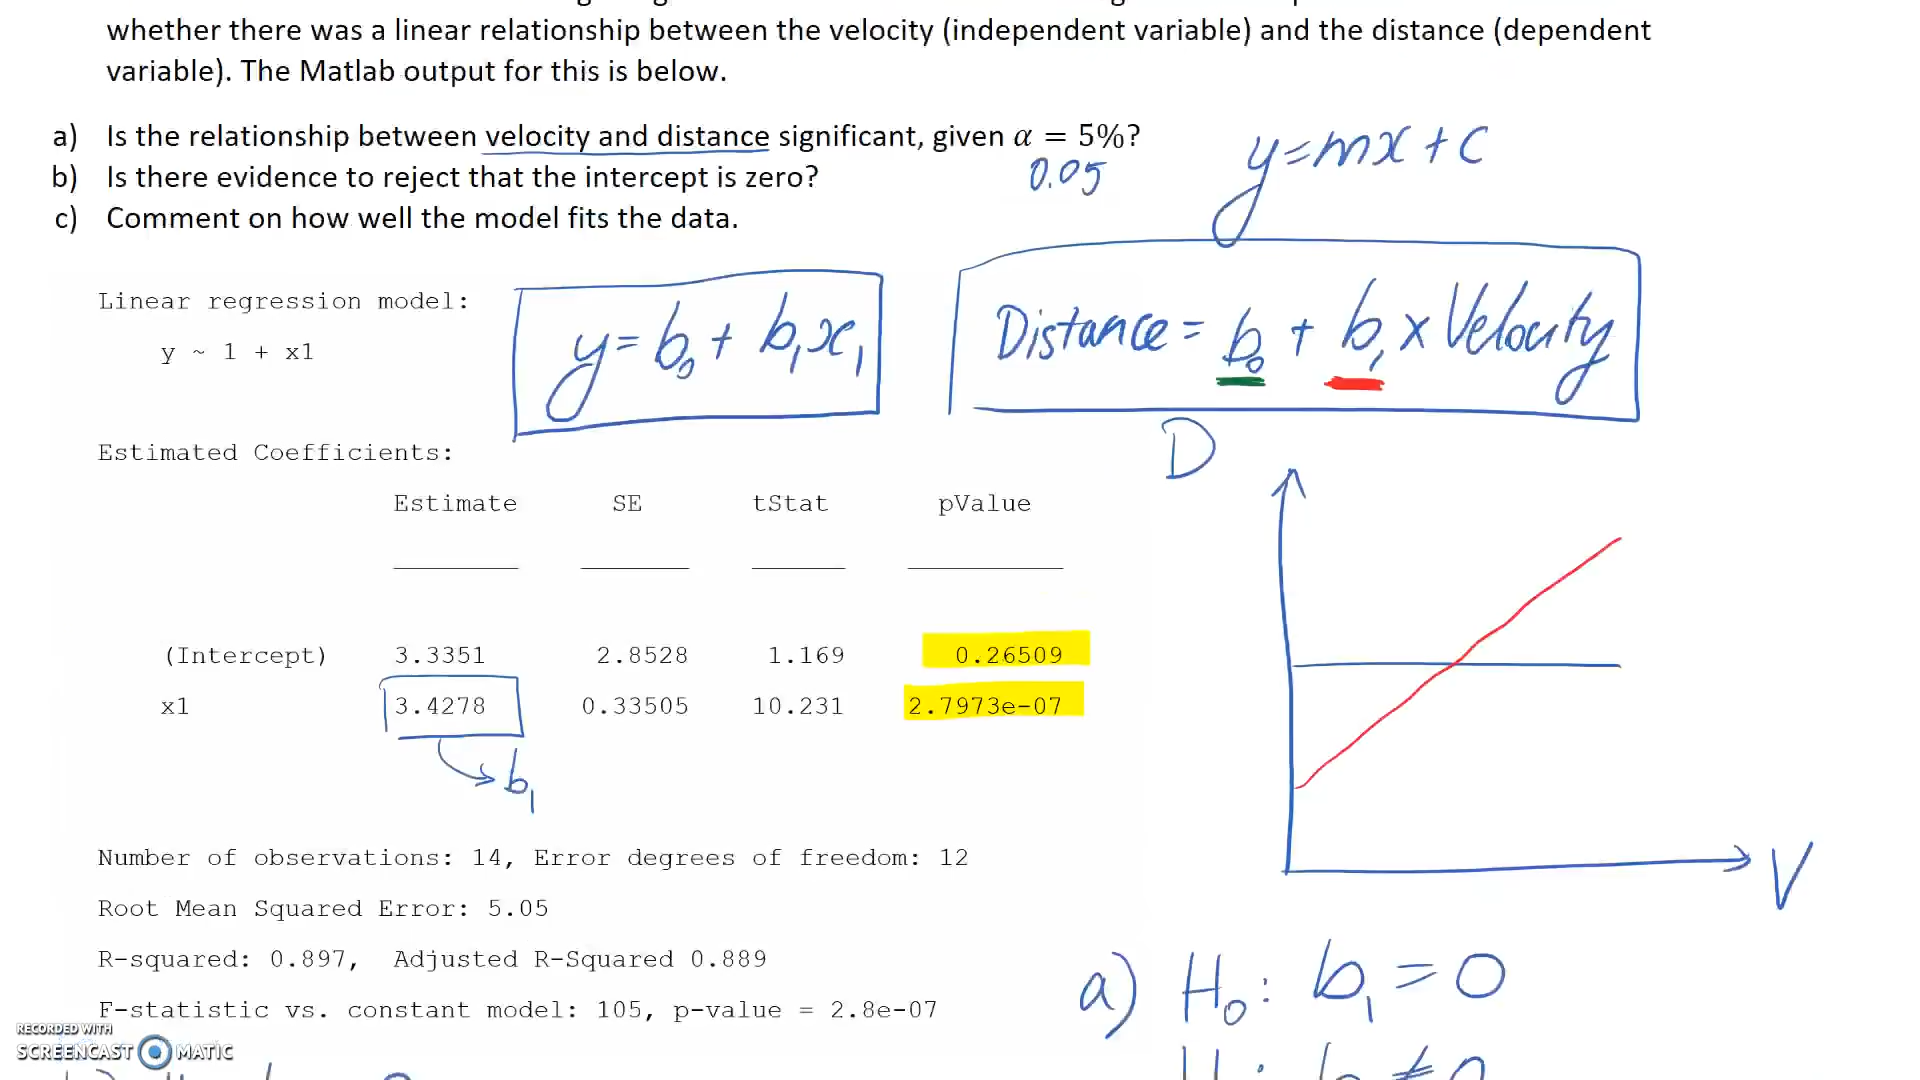 whether there was a linear relationship between the velocity (independent variable) and the distance (dependent
variable). The Matlab output for this is below.
a) Is the relationship between velocity and distance significant, given α = 5%?
0.05
y=mx+c
b) Is there evidence to reject that the intercept is zero?
c) Comment on how well the model fits the data.
Linear regression model:
y ~ 1 + x1
y = b₀ + b₁x₁
Distance = b₀ + b₁ x Velocity
D
Estimated Coefficients:
Estimate SE tStat pValue
(Intercept) 3.3351 2.8528 1.169 0.26509
x1 3.4278 0.33505 10.231 2.7973e-07
b₁
V
Number of observations: 14, Error degrees of freedom: 12
Root Mean Squared Error: 5.05
R-squared: 0.897, Adjusted R-Squared 0.889
F-statistic vs. constant model: 105, p-value = 2.8e-07
a) H₀: b₁ = 0
RECORDED WITH
SCREENCAST MATIC